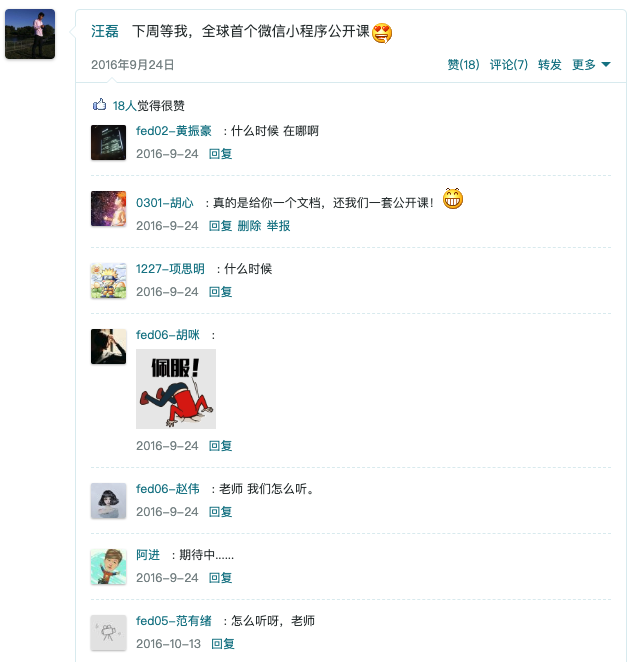 汪磊 下周等我，全球首个微信小程序公开课
2016年9月24日 赞(18) 评论(7) 转发 更多
18人觉得很赞
fed02-黄振豪 : 什么时候 在哪啊
2016-9-24 回复
0301-胡心 : 真的是给你一个文档，还我们一套公开课！
2016-9-24 回复 删除 举报
1227-项思明 : 什么时候
2016-9-24 回复
fed06-胡咪 :
佩服！
2016-9-24 回复
fed06-赵伟 : 老师 我们怎么听。
2016-9-24 回复
阿进 : 期待中......
2016-9-24 回复
fed05-范有绪 : 怎么听呀，老师
2016-10-13 回复